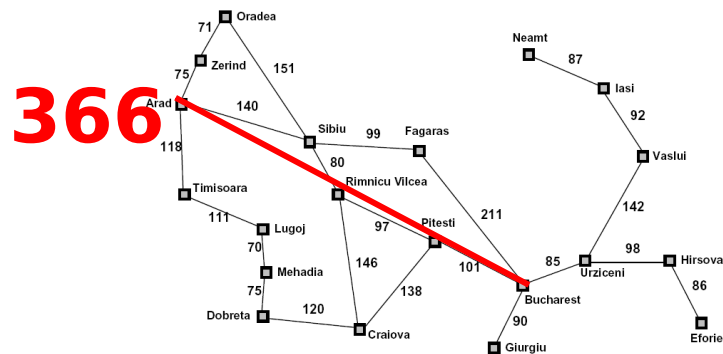 Oradea
71
Neamt
87
Zerind
151
75
Iasi
366
Arad
140
92
Sibiu
99
Fagaras
118
80
Vaslui
Rimnicu Vilcea
Timisoara
211
142
111
Lugoj
97
Pitesti
70
98
Hirsova
85
146
101
Urziceni
Mehadia
86
75
138
Bucharest
120
Dobreta
90
Craiova
Eforie
Giurgiu